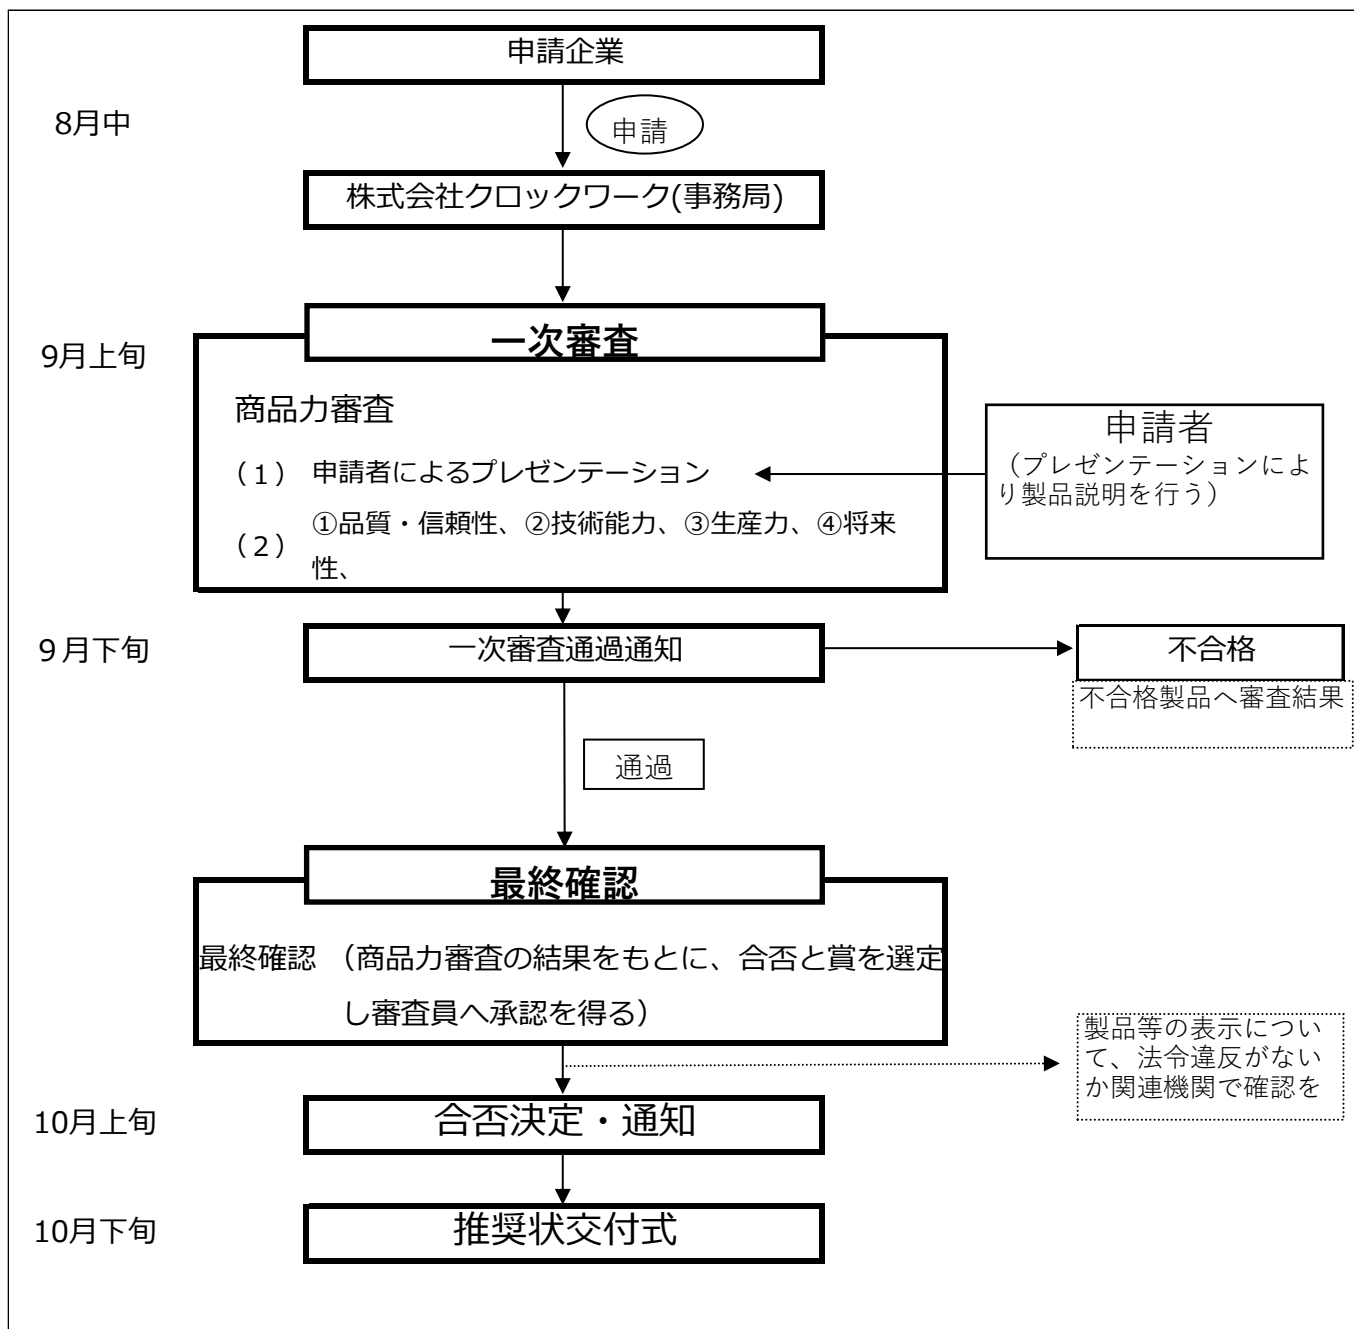 申請企業
8月中
申請
株式会社クロックワーク(事務局)
9月上旬
一次審査
商品力審査
（1） 申請者によるプレゼンテーション
（2） ①品質・信頼性、②技術能力、③生産力、④将来
性、
申請者
（プレゼンテーションによ
り製品説明を行う）
９月下旬
一次審査通過通知
不合格
不合格製品へ審査結果
通過
最終確認
最終確認 （商品力審査の結果をもとに、合否と賞を選定
し審査員へ承認を得る）
製品等の表示につい
て、法令違反がない
か関連機関で確認を
10月上旬
合否決定・通知
10月下旬
推奨状交付式